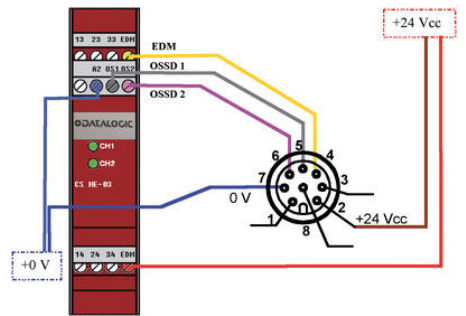 +24 Vcc
13 23 33 EDM
EDM
A2 OS1 OS2
OSSD 1
OSSD 2
DATALOGIC
CH1
CH2
CS ME-03
5
6
4
7
3
0 V
1
2
+24 Vcc
8
+0 V
14 24 34 EDM